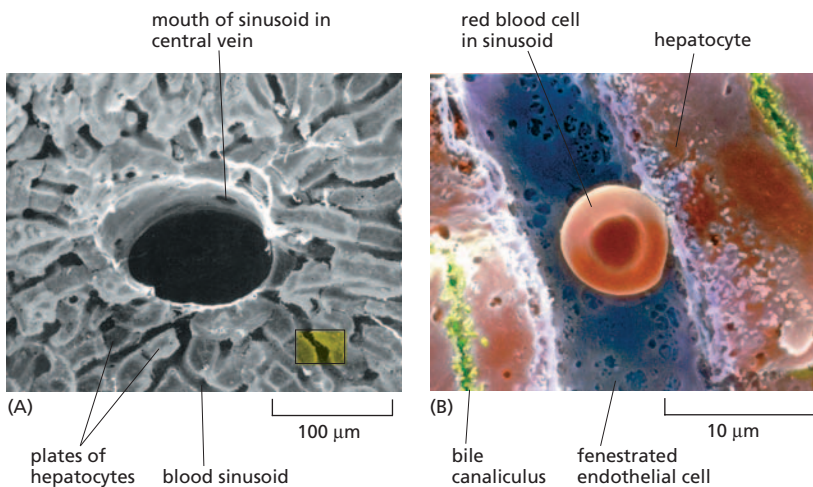 mouth of sinusoid in
central vein
red blood cell
in sinusoid
hepatocyte
(A)
100 μm
plates of
hepatocytes
blood sinusoid
(B)
10 μm
bile
canaliculus
fenestrated
endothelial cell